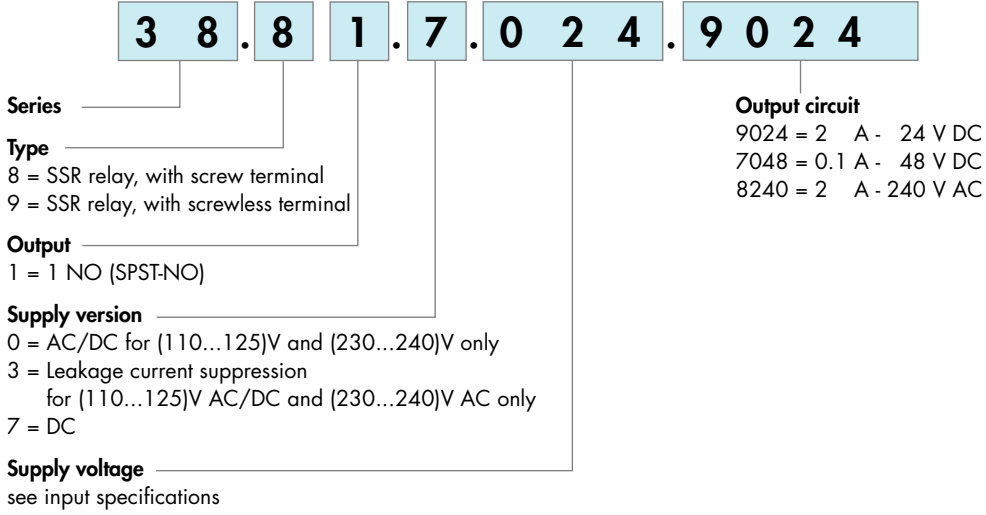 3 8 . 8 1 . 7 . 0 2 4 . 9 0 2 4
Series
Type
8 = SSR relay, with screw terminal
9 = SSR relay, with screwless terminal
Output
1 = 1 NO (SPST-NO)
Supply version
0 = AC/DC for (110...125)V and (230...240)V only
3 = Leakage current suppression
for (110...125)V AC/DC and (230...240)V AC only
7 = DC
Supply voltage
see input specifications
Output circuit
9024 = 2 A - 24 V DC
7048 = 0.1 A - 48 V DC
8240 = 2 A - 240 V AC